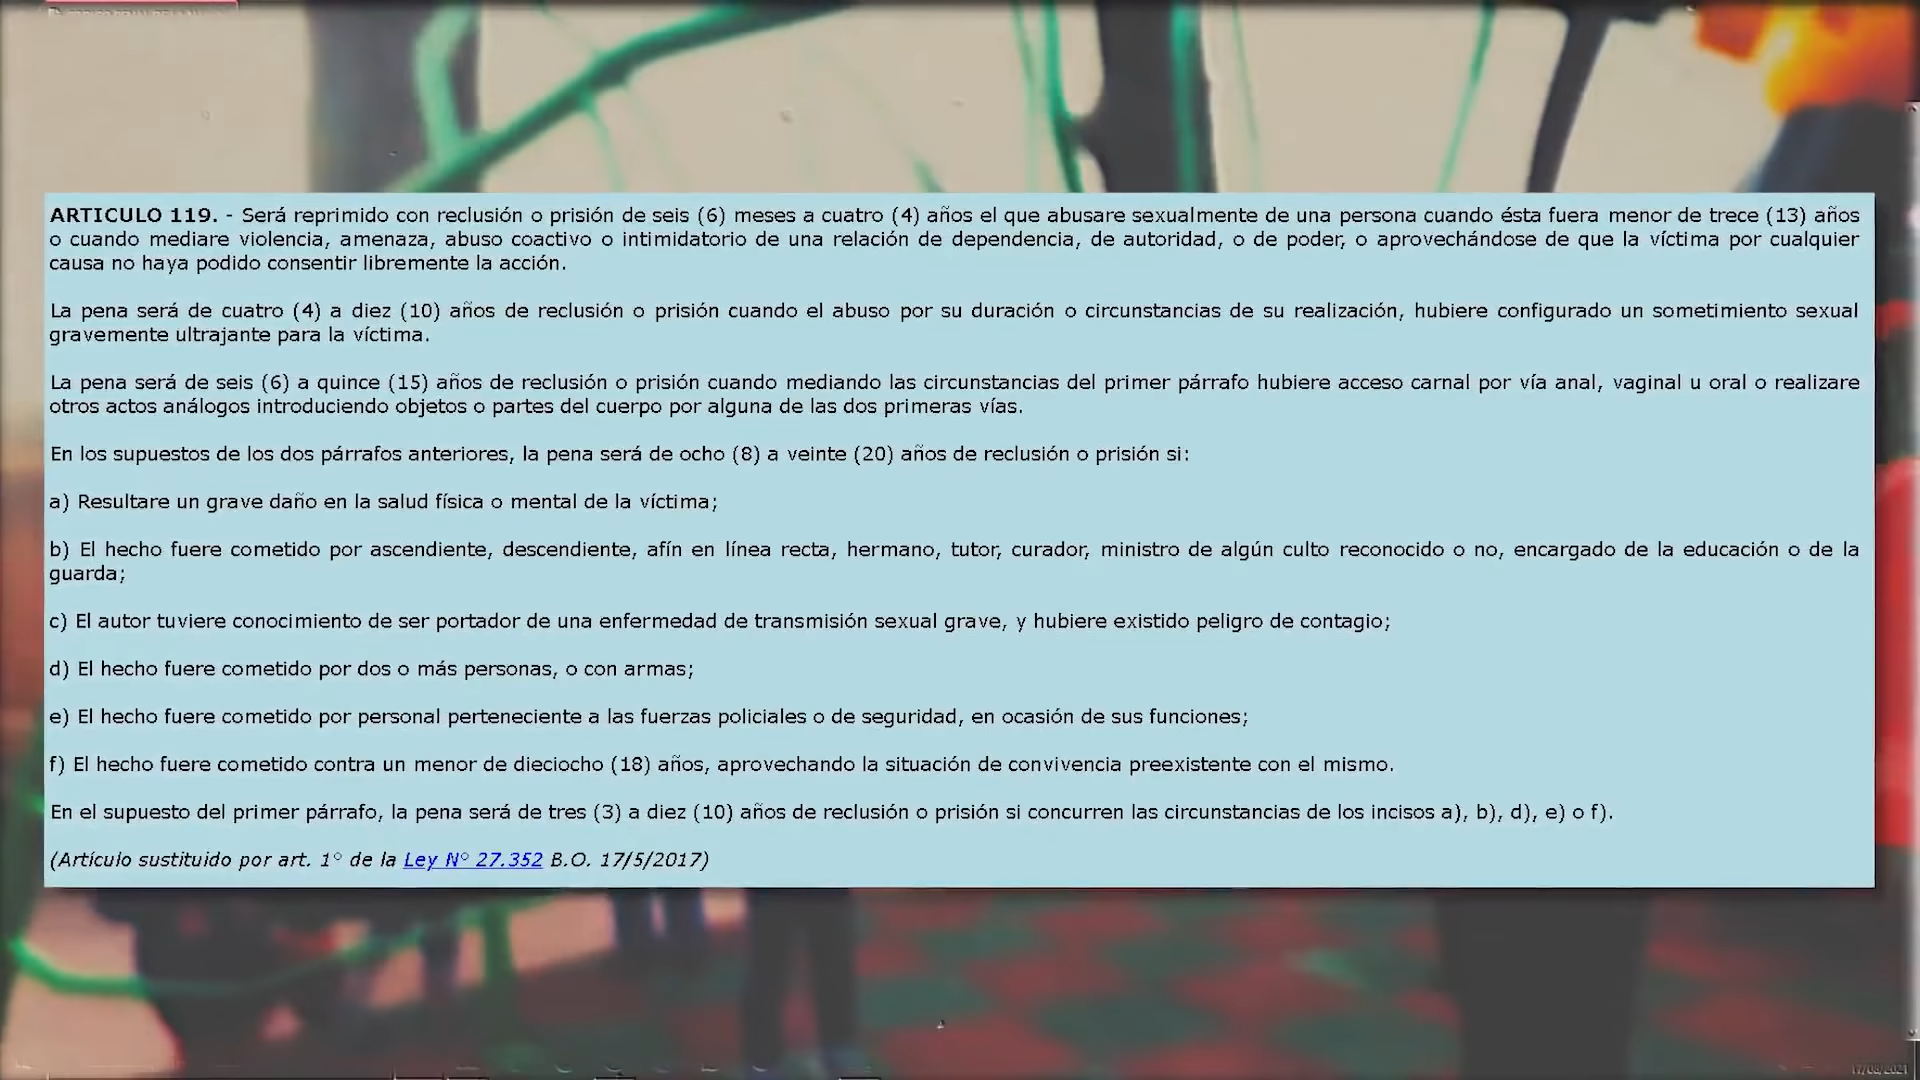 ARTICULO 119. - Será reprimido con reclusión o prisión de seis (6) meses a cuatro (4) años el que abusare sexualmente de una persona cuando ésta fuera menor de trece (13) años
o cuando mediare violencia, amenaza, abuso coactivo o intimidatorio de una relación de dependencia, de autoridad, o de poder, o aprovechándose de que la víctima por cualquier
causa no haya podido consentir libremente la acción.
La pena será de cuatro (4) a diez (10) años de reclusión o prisión cuando el abuso por su duración o circunstancias de su realización, hubiere configurado un sometimiento sexual
gravemente ultrajante para la víctima.
La pena será de seis (6) a quince (15) años de reclusión o prisión cuando mediando las circunstancias del primer párrafo hubiere acceso carnal por vía anal, vaginal u oral o realizare
otros actos análogos introduciendo objetos o partes del cuerpo por alguna de las dos primeras vías.
En los supuestos de los dos párrafos anteriores, la pena será de ocho (8) a veinte (20) años de reclusión o prisión si:
a) Resultare un grave daño en la salud física o mental de la víctima;
b) El hecho fuere cometido por ascendiente, descendiente, afín en línea recta, hermano, tutor, curador, ministro de algún culto reconocido o no, encargado de la educación o de la
guarda;
c) El autor tuviere conocimiento de ser portador de una enfermedad de transmisión sexual grave, y hubiere existido peligro de contagio;
d) El hecho fuere cometido por dos o más personas, o con armas;
e) El hecho fuere cometido por personal perteneciente a las fuerzas policiales o de seguridad, en ocasión de sus funciones;
f) El hecho fuere cometido contra un menor de dieciocho (18) años, aprovechando la situación de convivencia preexistente con el mismo.
En el supuesto del primer párrafo, la pena será de tres (3) a diez (10) años de reclusión o prisión si concurren las circunstancias de los incisos a), b), d), e) o f).
(Artículo sustituido por art. 1° de la Ley N° 27.352 B.O. 17/5/2017)